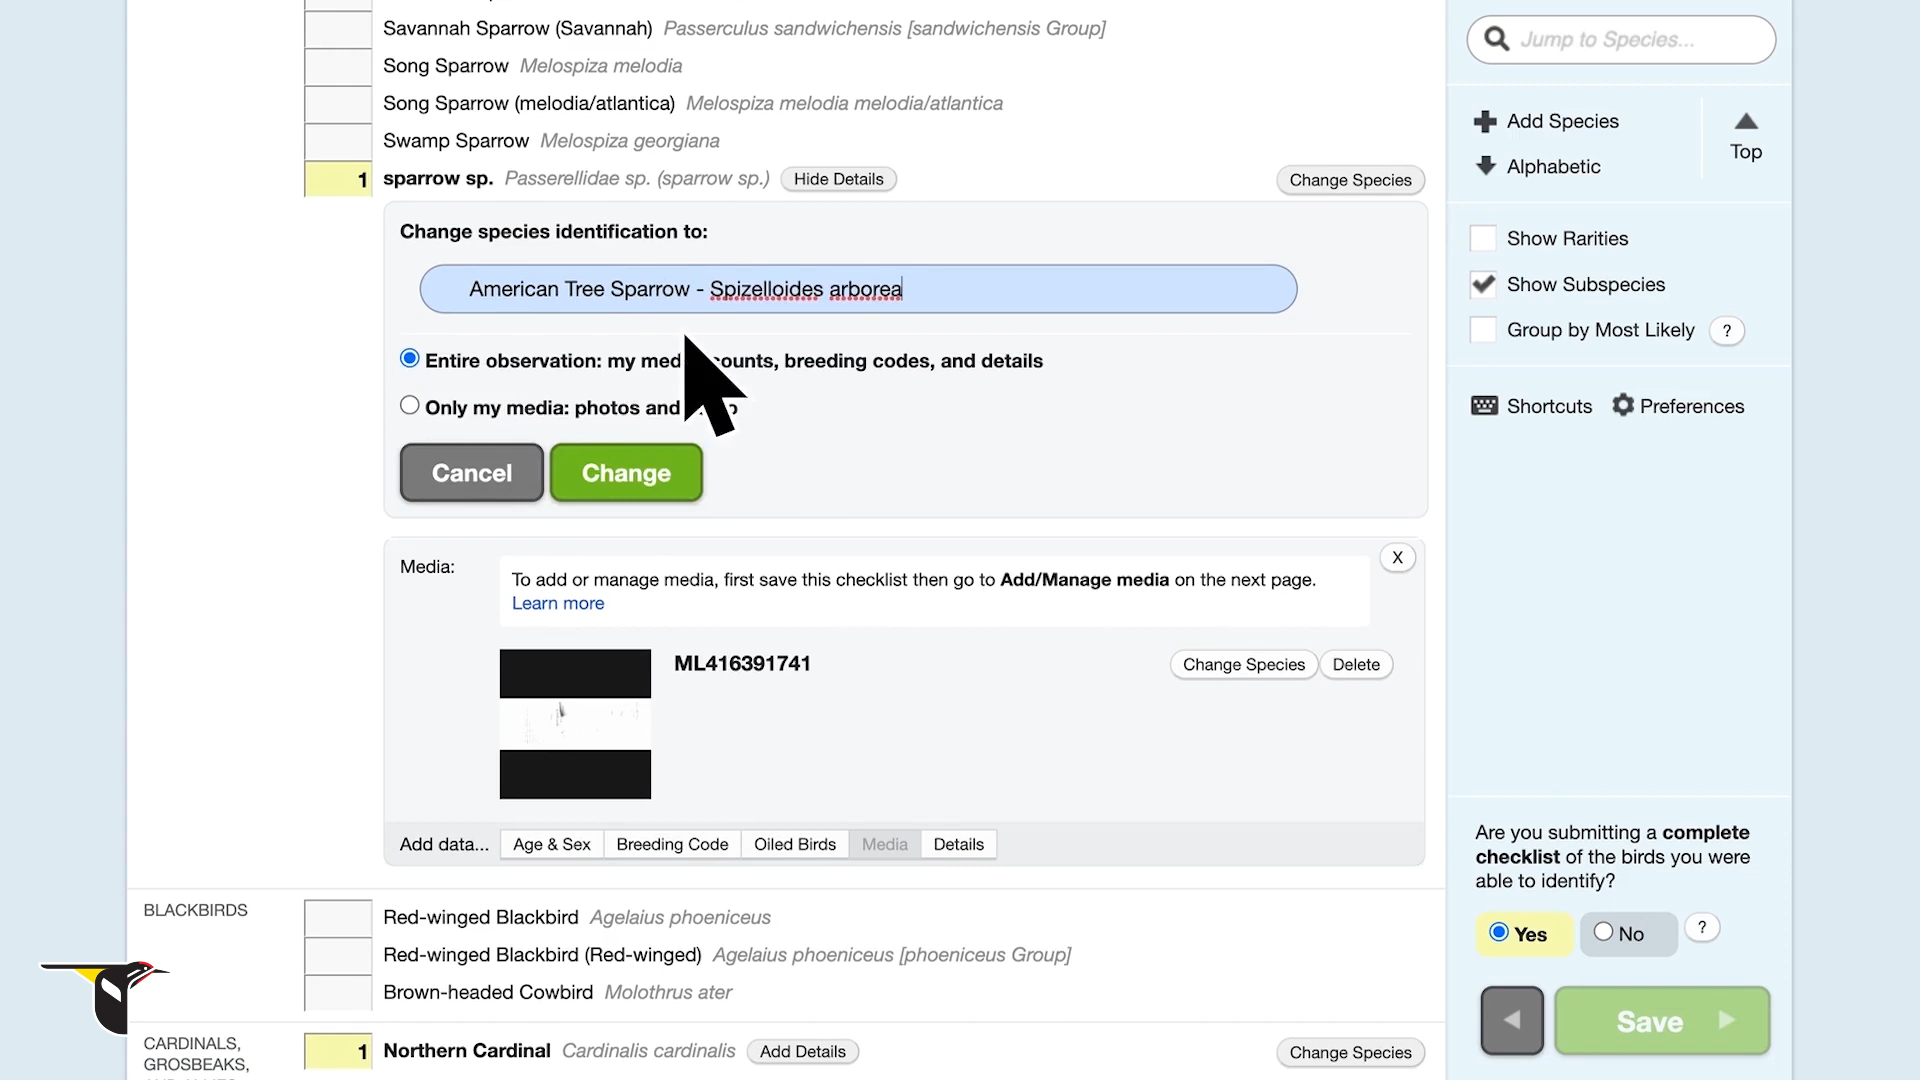 Savannah Sparrow (Savannah) Passerculus sandwichensis [sandwichensis Group]
Song Sparrow Melospiza melodia
Song Sparrow (melodia/atlantica) Melospiza melodia melodia/atlantica
Swamp Sparrow Melospiza georgiana
1 sparrow sp. Passerellidae sp. (sparrow sp.) Hide Details Change Species
Change species identification to:
American Tree Sparrow - Spizelloides arborea
Entire observation: my med ounts, breeding codes, and details
Only my media: photos and
Cancel Change
Media:
To add or manage media, first save this checklist then go to Add/Manage media on the next page.
Learn more
X
ML416391741 Change Species Delete
Add data... Age & Sex Breeding Code Oiled Birds Media Details
BLACKBIRDS
Red-winged Blackbird Agelaius phoeniceus
Red-winged Blackbird (Red-winged) Agelaius phoeniceus [phoeniceus Group]
Brown-headed Cowbird Molothrus ater
CARDINALS,
GROSBEAKS,
1 Northern Cardinal Cardinalis cardinalis Add Details Change Species
Jump to Species...
Add Species
Alphabetic
Top
Show Rarities
Show Subspecies
Group by Most Likely ?
Shortcuts Preferences
Are you submitting a complete
checklist of the birds you were
able to identify?
Yes No ?
Save